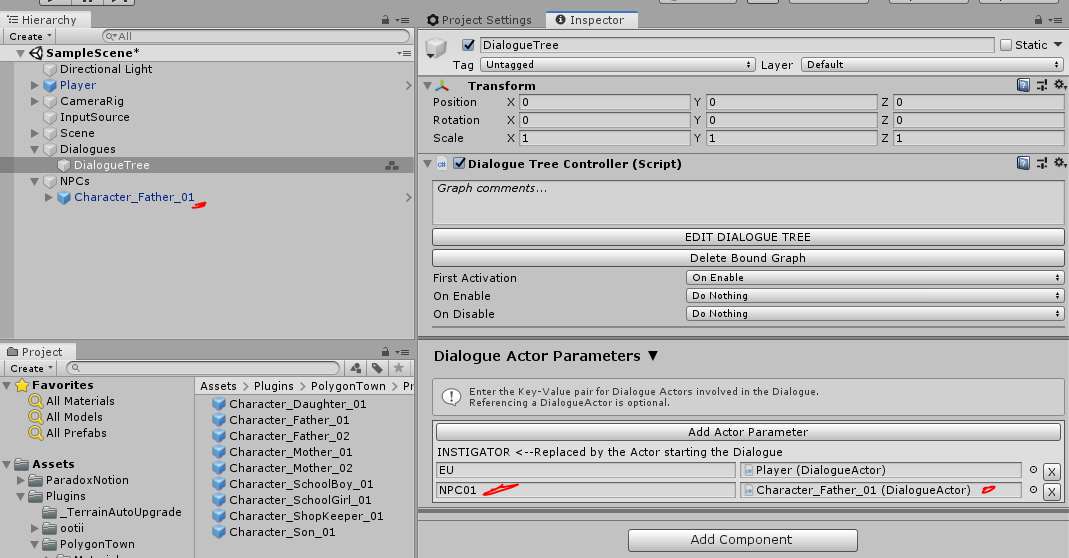 Hierarchy
Create
All
SampleScene*
Directional Light
Player
CameraRig
InputSource
Scene
Dialogues
DialogueTree
NPCs
Character_Father_01
Project
Create
Favorites
All Materials
All Models
All Prefabs
Assets
ParadoxNotion
Plugins
_TerrainAutoUpgrade
ootii
PolygonTown
Assets Plugins PolygonTown
Character_Daughter_01
Character_Father_01
Character_Father_02
Character_Mother_01
Character_Mother_02
Character_SchoolBoy_01
Character_SchoolGirl_01
Character_ShopKeeper_01
Character_Son_01
Project Settings Inspector
DialogueTree Static
Tag Untagged Layer Default
Transform
Position X 0 Y 0 Z 0
Rotation X 0 Y 0 Z 0
Scale X 1 Y 1 Z 1
Dialogue Tree Controller (Script)
Graph comments...
EDIT DIALOGUE TREE
Delete Bound Graph
First Activation On Enable
On Enable Do Nothing
On Disable Do Nothing
Dialogue Actor Parameters ▼
Enter the Key-Value pair for Dialogue Actors involved in the Dialogue.
Referencing a DialogueActor is optional.
Add Actor Parameter
INSTIGATOR <--Replaced by the Actor starting the Dialogue
EU Player (DialogueActor) X
NPC01 Character_Father_01 (DialogueActor) X
Add Component